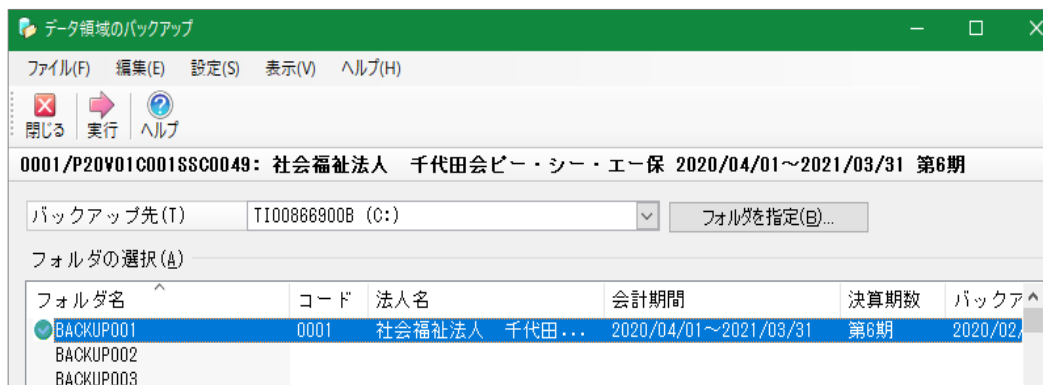 データ領域のバックアップ
ファイル(F) 編集(E) 設定(S) 表示(V) ヘルプ(H)
閉じる 実行 ヘルプ
0001/P20V01C001SSC0049: 社会福祉法人 千代田会ピー・シー・エー保 2020/04/01～2021/03/31 第6期
バックアップ先(T) TI00866900B (C:) フォルダを指定(B)...
フォルダの選択(A)
フォルダ名 コード 法人名 会計期間 決算期数 バックア
BACKUP001 0001 社会福祉法人 千代田... 2020/04/01～2021/03/31 第6期 2020/02/
BACKUP002
BACKUP003